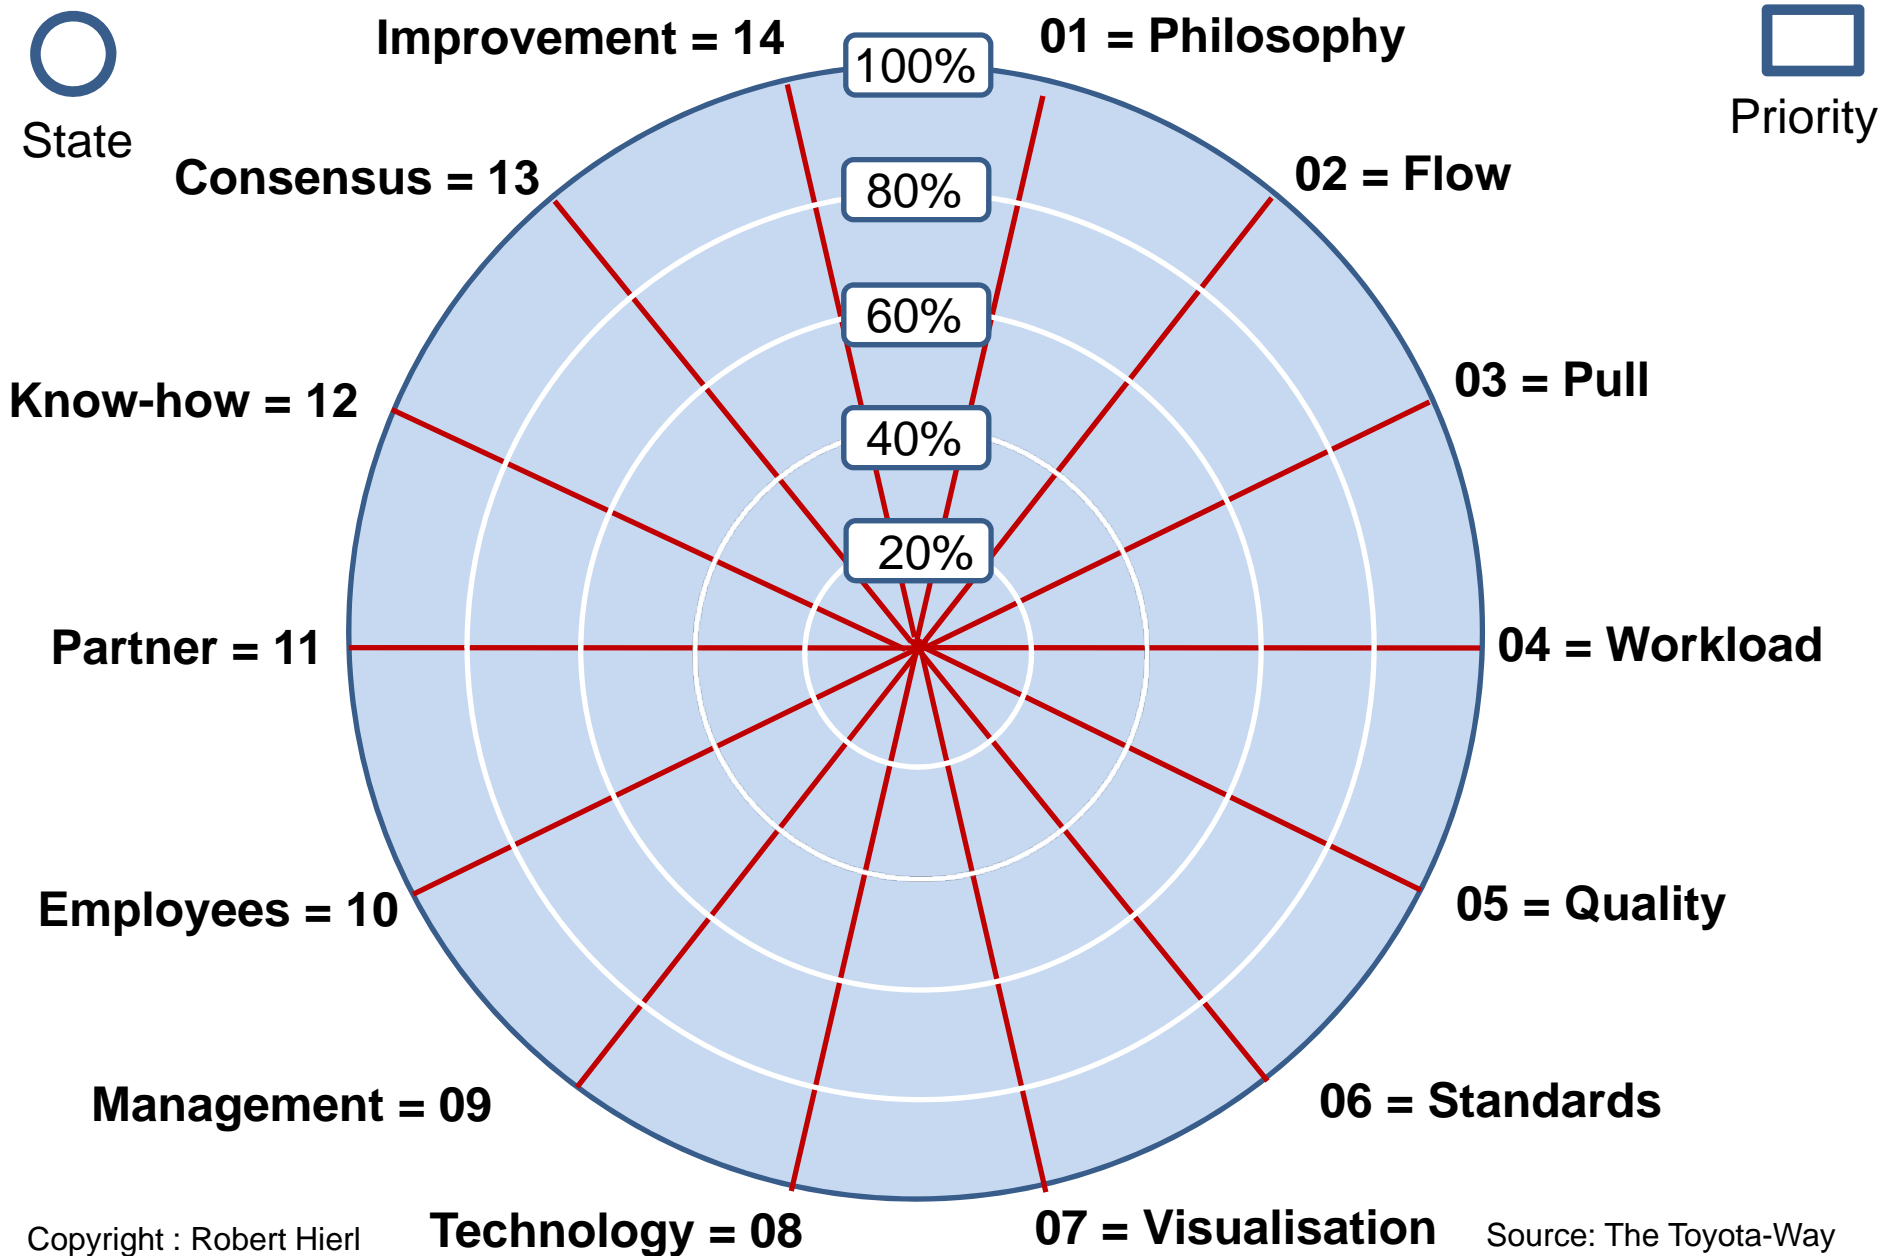 Improvement = 14
01 = Philosophy
100%
State
Priority
Consensus = 13
80%
02 = Flow
60%
Know-how = 12
03 = Pull
40%
20%
Partner = 11
04 = Workload
Employees = 10
05 = Quality
Management = 09
06 = Standards
Technology = 08
07 = Visualisation
Copyright : Robert Hierl
Source: The Toyota-Way